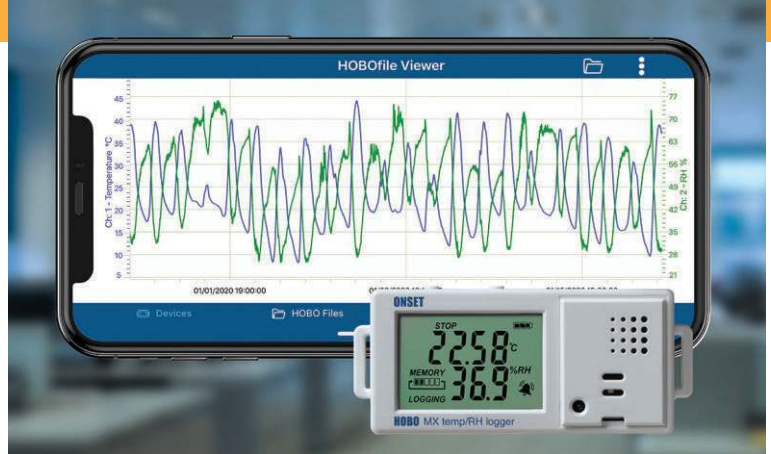 HOBOfile Viewer
45
40
35
30
25
20
15
10
5
Ch: 1 - Temperature °C
77
70
63
49
42
35
28
21
Ch: 2 - RH %
01/01/2020 19:00:00
Devices
HOBO Files
ONSET
STOP
22.58 °C
MEMORY
36.9 %RH
LOGGING
HOBO MX temp/RH logger